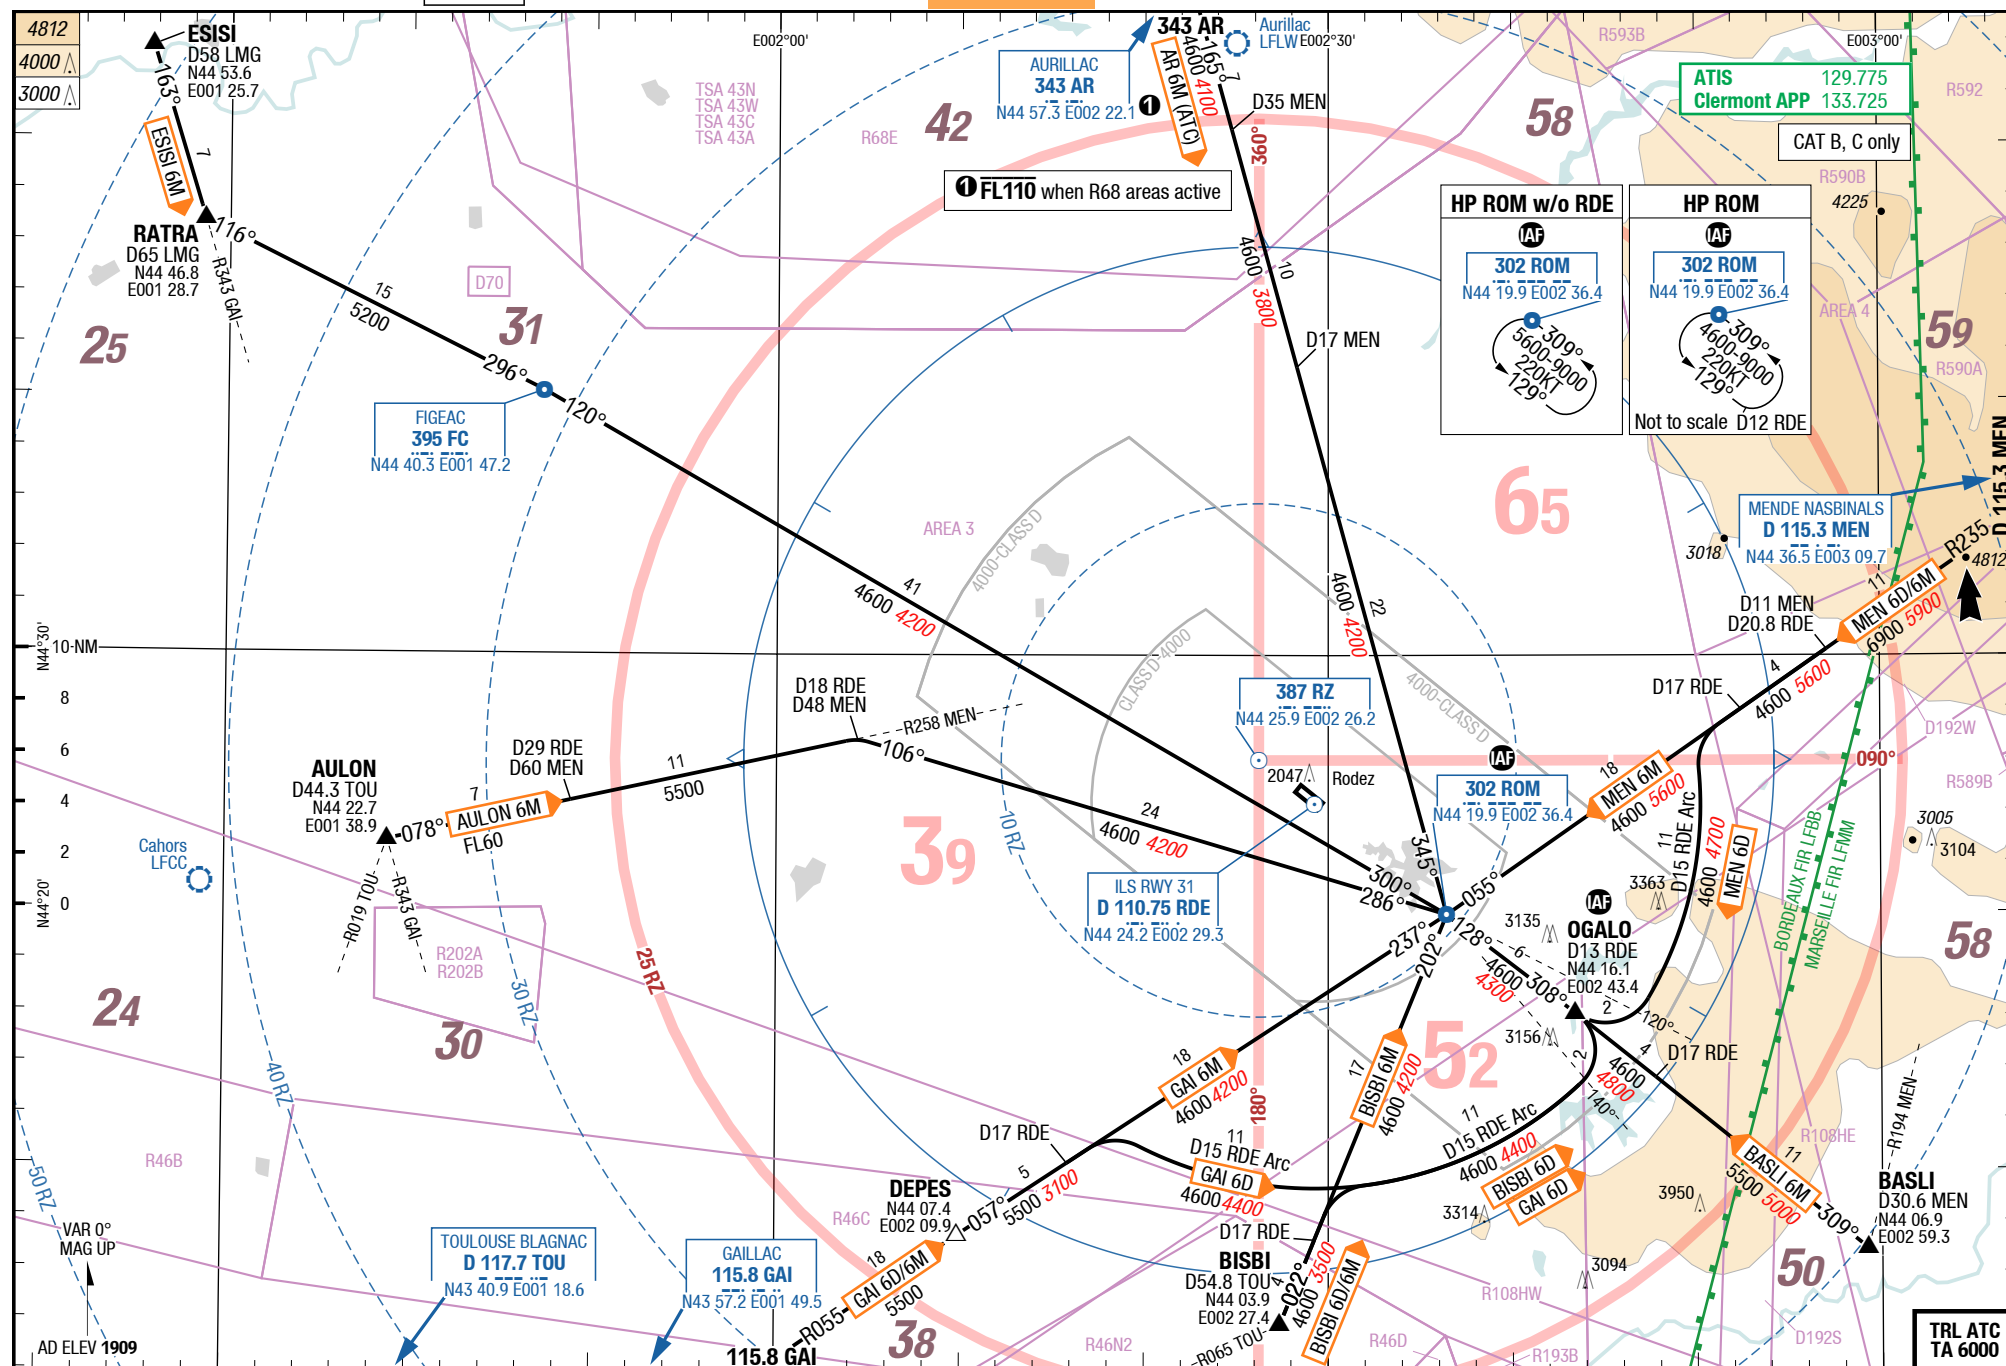 4812
4000
3000
ESISI
D58 LMG
N44 53.6
E001 25.7
163°
ESISI 6M
7
RATRA
D65 LMG
N44 46.8
E001 28.7
116°
R343 GAI
15
5200
296°
120°
FIGEAC
395 FC
N44 40.3 E001 47.2
25
31
D70
TSA 43N
TSA 43W
TSA 43C
TSA 43A
R68E
42
E002°00'
AURILLAC
343 AR
N44 57.3 E002 22.1
343 AR
Aurillac
LFLW
E002°30'
165°
7
4600 4100
AR 6M (ATC)
1
D35 MEN
360°
1 FL110 when R68 areas active
4600
3800
10
D17 MEN
58
R593B
E003°00'
ATIS 129.775
Clermont APP 133.725
R592
CAT B, C only
R590B
4225
HP ROM w/o RDE
IAF
302 ROM
N44 19.9 E002 36.4
309°
5600-9000
220KT
129°
HP ROM
IAF
302 ROM
N44 19.9 E002 36.4
309°
4600-9000
220KT
129°
Not to scale D12 RDE
AREA 4
59
R590A
65
MENDE NASBINALS
D 115.3 MEN
N44 36.5 E003 09.7
D 115.3 MEN
3018
R235
4812
11
MEN 6D/6M
6900 5900
D11 MEN
D20.8 RDE
4
4600 5600
D17 RDE
AREA 3
4000-CLASS D
CLASS D-4000
4000-CLASS D
41
4600 4200
22
4600 4200
N44°30'
10-NM
8
6
4
2
0
N44°20'
D18 RDE
D48 MEN
R258 MEN
106°
D29 RDE
D60 MEN
11
5500
AULON
D44.3 TOU
N44 22.7
E001 38.9
078°
7
AULON 6M
FL60
R019 TOU
R343 GAI
Cahors
LFCC
24
4600 4200
387 RZ
N44 25.9 E002 26.2
2047
Rodez
10 RZ
39
IAF
302 ROM
N44 19.9 E002 36.4
ILS RWY 31
D 110.75 RDE
N44 24.2 E002 29.3
18
MEN 6M
4600 5600
090°
D192W
R589B
11
D15 RDE Arc
4600 4700
MEN 6D
BORDEAUX FIR LFBB
MARSEILLE FIR LFMM
3005
3104
345°
300°
286°
055°
237°
202°
128°
6
4600
4300
308°
3135
3363
IAF
OGALO
D13 RDE
N44 16.1
E002 43.4
3156
2
120°
4
D17 RDE
2
4600
4800
140°
58
R202A
R202B
24
30
25 RZ
30 RZ
40 RZ
50 RZ
18
GAI 6M
4600 4200
180°
17
BISBI 6M
4600 4200
52
D17 RDE
11
D15 RDE Arc
GAI 6D
4600 4400
11
D15 RDE Arc
4600 4400
BISBI 6D
GAI 6D
R108HE
R194 MEN
11
BASLI 6M
5500 5000
309°
BASLI
D30.6 MEN
N44 06.9
E002 59.3
3950
3314
3094
50
R46B
R46C
DEPES
N44 07.4
E002 09.9
057°
5
5500 3100
VAR 0°
MAG UP
TOULOUSE BLAGNAC
D 117.7 TOU
N43 40.9 E001 18.6
GAILLAC
115.8 GAI
N43 57.2 E001 49.5
18
GAI 6D/6M
5500
R055
115.8 GAI
38
D17 RDE
BISBI
D54.8 TOU
N44 03.9
E002 27.4
R065 TOU
022°
4
4600 3500
BISBI 6D/6M
R46N2
R46D
R108HW
R193B
D192S
AD ELEV 1909
TRL ATC
TA 6000